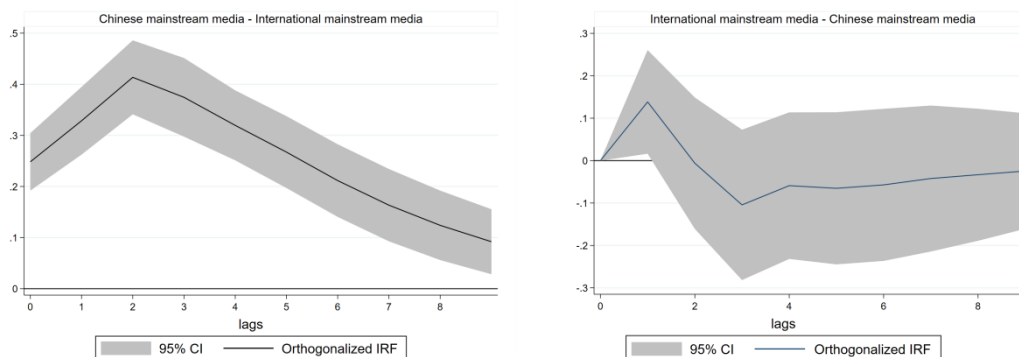 Chinese mainstream media - International mainstream media
.5
.4
.3
.2
.1
0
0 1 2 3 4 5 6 7 8
lags
95% CI Orthogonalized IRF
International mainstream media - Chinese mainstream media
.3
.2
.1
0
-.1
-.2
-.3
0 2 4 6 8
lags
95% CI Orthogonalized IRF